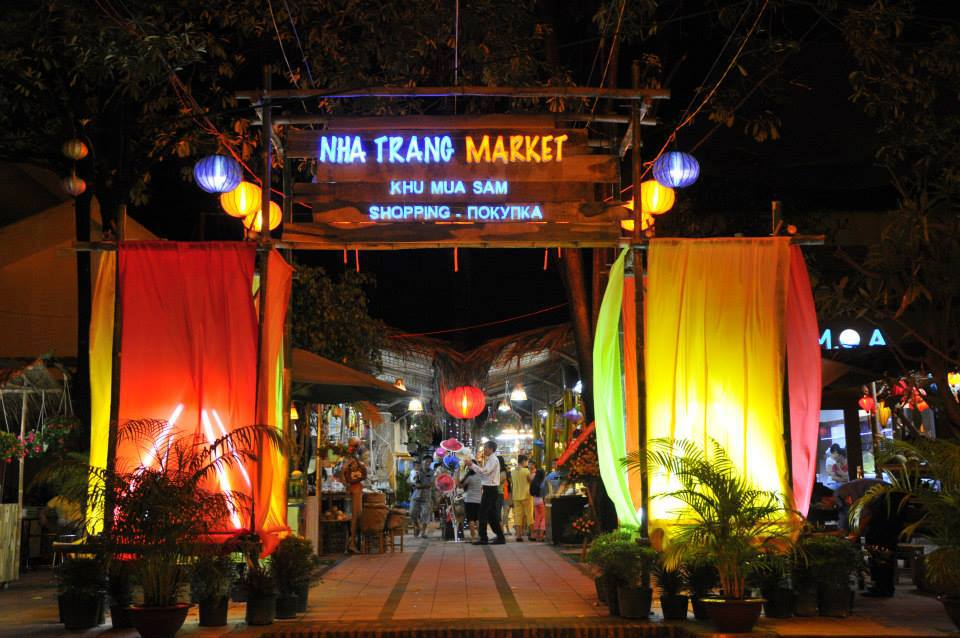 NHA TRANG MARKET
KHU MUA SẮM
SHOPPING - ПОКУПКА
M A